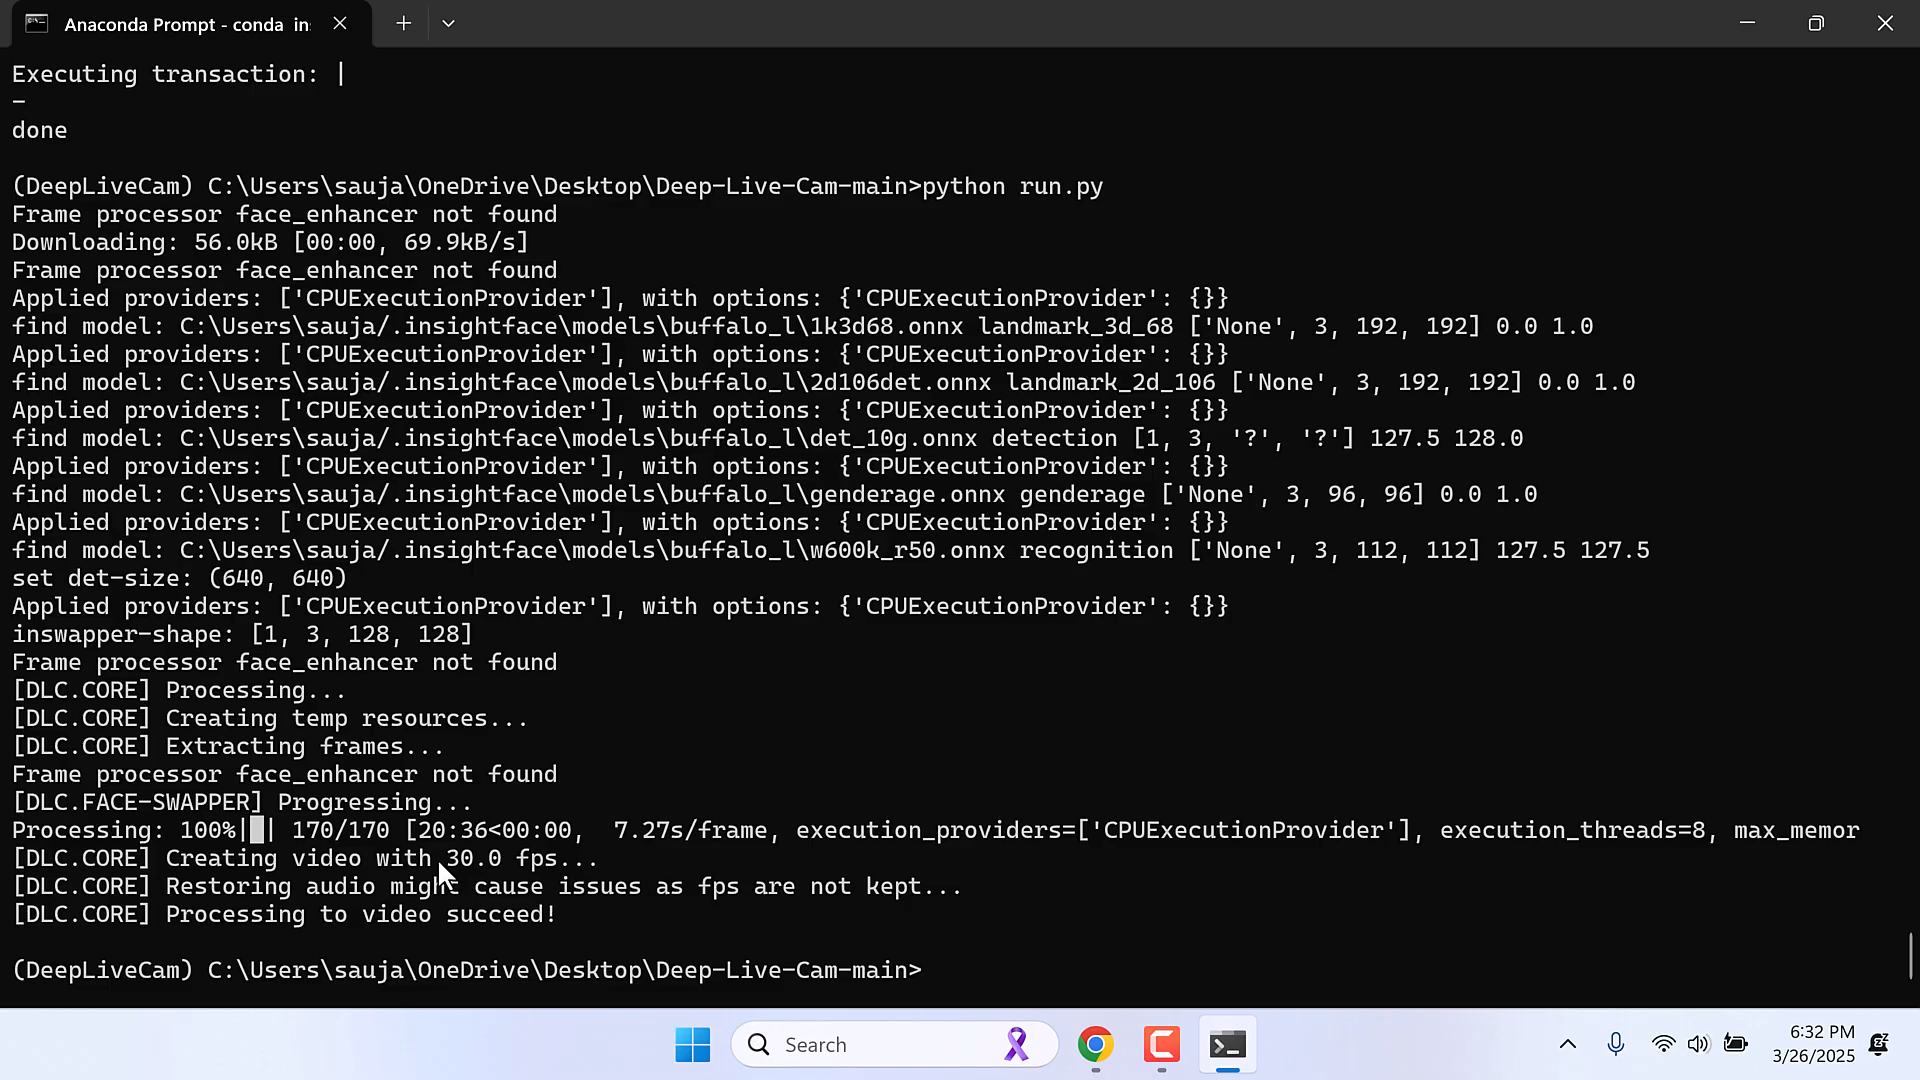 Anaconda Prompt - conda in
Executing transaction: |
-
done
(DeepLiveCam) C:\Users\sauja\OneDrive\Desktop\Deep-Live-Cam-main>python run.py
Frame processor face_enhancer not found
Downloading: 56.0kB [00:00, 69.9kB/s]
Frame processor face_enhancer not found
Applied providers: ['CPUExecutionProvider'], with options: {'CPUExecutionProvider': {}}
find model: C:\Users\sauja/.insightface\models\buffalo_l\1k3d68.onnx landmark_3d_68 ['None', 3, 192, 192] 0.0 1.0
Applied providers: ['CPUExecutionProvider'], with options: {'CPUExecutionProvider': {}}
find model: C:\Users\sauja/.insightface\models\buffalo_l\2d106det.onnx landmark_2d_106 ['None', 3, 192, 192] 0.0 1.0
Applied providers: ['CPUExecutionProvider'], with options: {'CPUExecutionProvider': {}}
find model: C:\Users\sauja/.insightface\models\buffalo_l\det_10g.onnx detection [1, 3, '?', '?'] 127.5 128.0
Applied providers: ['CPUExecutionProvider'], with options: {'CPUExecutionProvider': {}}
find model: C:\Users\sauja/.insightface\models\buffalo_l\genderage.onnx genderage ['None', 3, 96, 96] 0.0 1.0
Applied providers: ['CPUExecutionProvider'], with options: {'CPUExecutionProvider': {}}
find model: C:\Users\sauja/.insightface\models\buffalo_l\w600k_r50.onnx recognition ['None', 3, 112, 112] 127.5 127.5
set det-size: (640, 640)
Applied providers: ['CPUExecutionProvider'], with options: {'CPUExecutionProvider': {}}
inswapper-shape: [1, 3, 128, 128]
Frame processor face_enhancer not found
[DLC.CORE] Processing...
[DLC.CORE] Creating temp resources...
[DLC.CORE] Extracting frames...
Frame processor face_enhancer not found
[DLC.FACE-SWAPPER] Progressing...
Processing: 100%|█| 170/170 [20:36<00:00,  7.27s/frame, execution_providers=['CPUExecutionProvider'], execution_threads=8, max_memor
[DLC.CORE] Creating video with 30.0 fps...
[DLC.CORE] Restoring audio might cause issues as fps are not kept...
[DLC.CORE] Processing to video succeed!
(DeepLiveCam) C:\Users\sauja\OneDrive\Desktop\Deep-Live-Cam-main>
Search
6:32 PM
3/26/2025